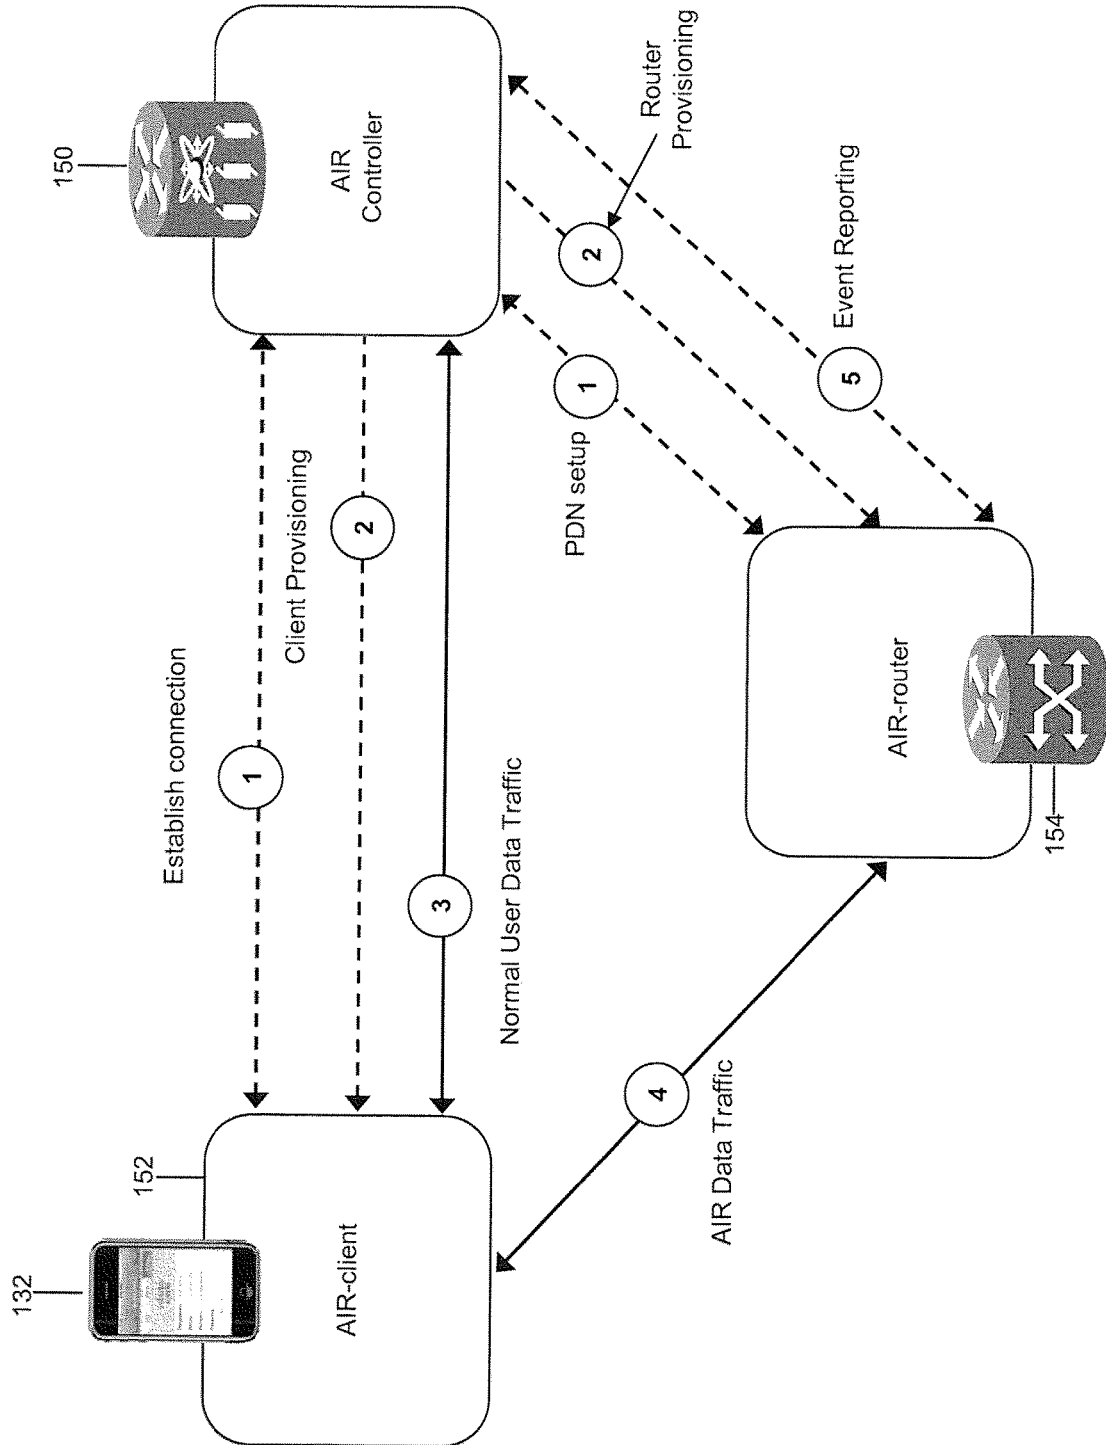 132
152
AIR-client
150
AIR
Controller
Establish connection
1
Client Provisioning
2
3
Normal User Data Traffic
4
AIR Data Traffic
PDN setup
1
2
Router
Provisioning
5
Event Reporting
AIR-router
154